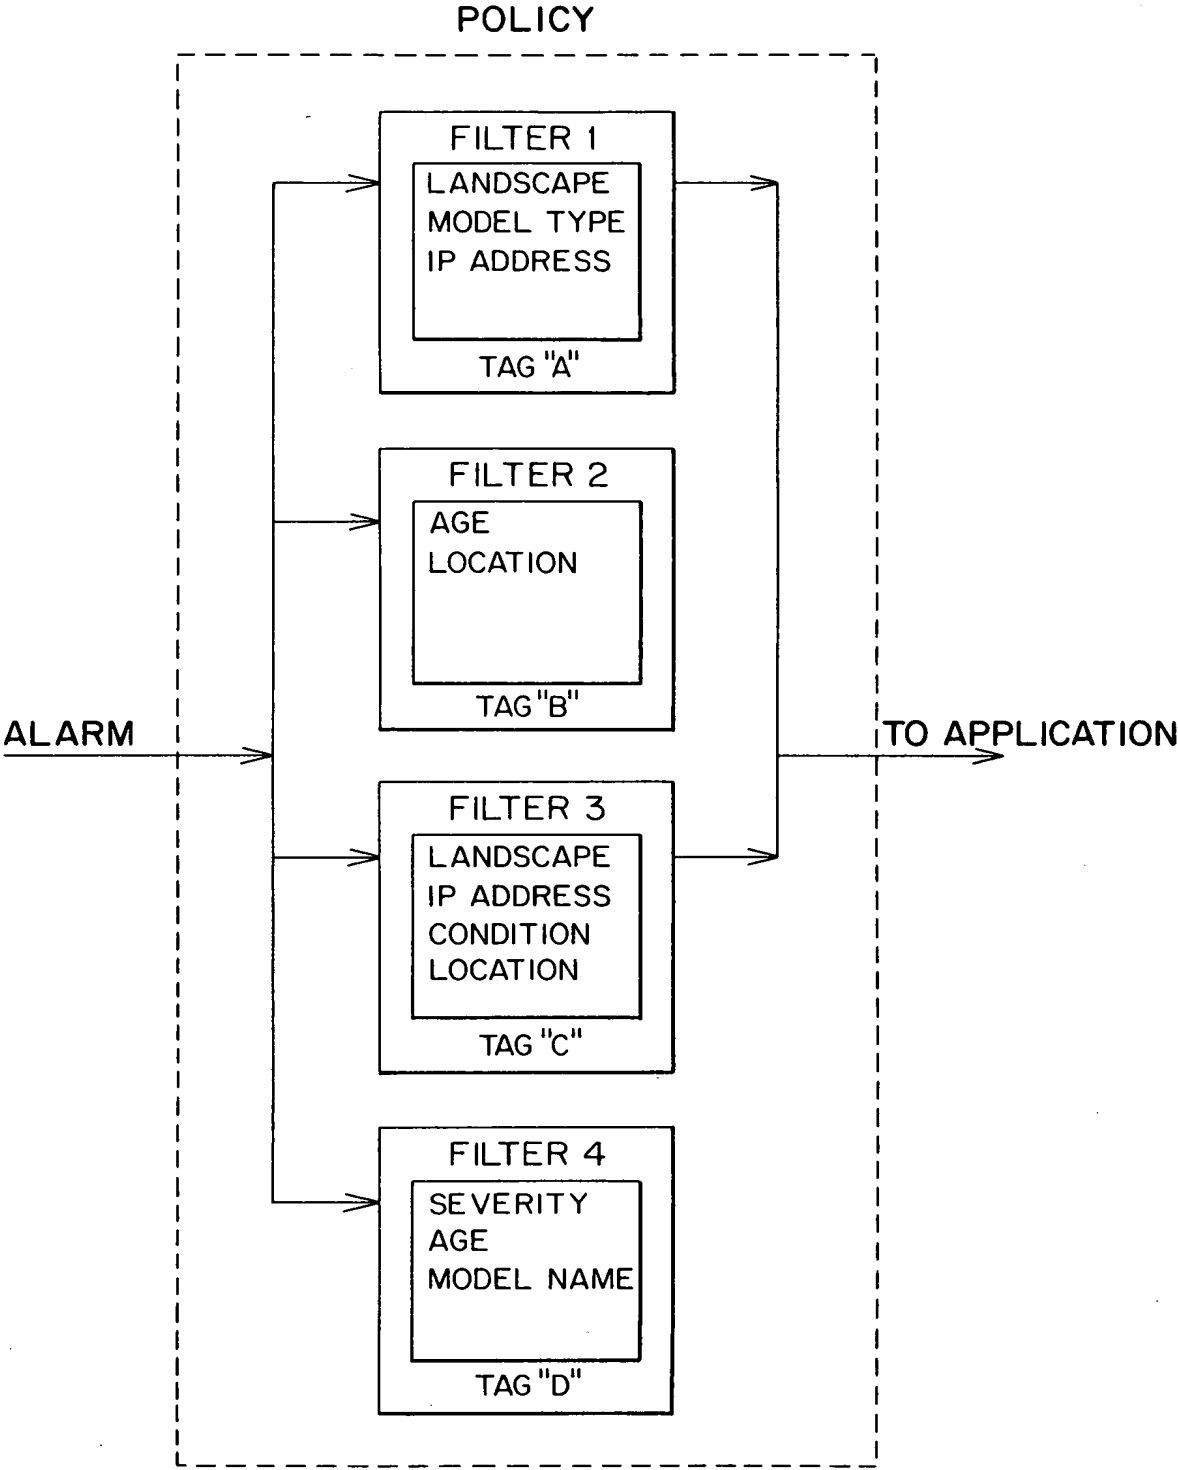 POLICY
FILTER 1
LANDSCAPE
MODEL TYPE
IP ADDRESS
TAG "A"
FILTER 2
AGE
LOCATION
TAG "B"
ALARM
TO APPLICATION
FILTER 3
LANDSCAPE
IP ADDRESS
CONDITION
LOCATION
TAG "C"
FILTER 4
SEVERITY
AGE
MODEL NAME
TAG "D"